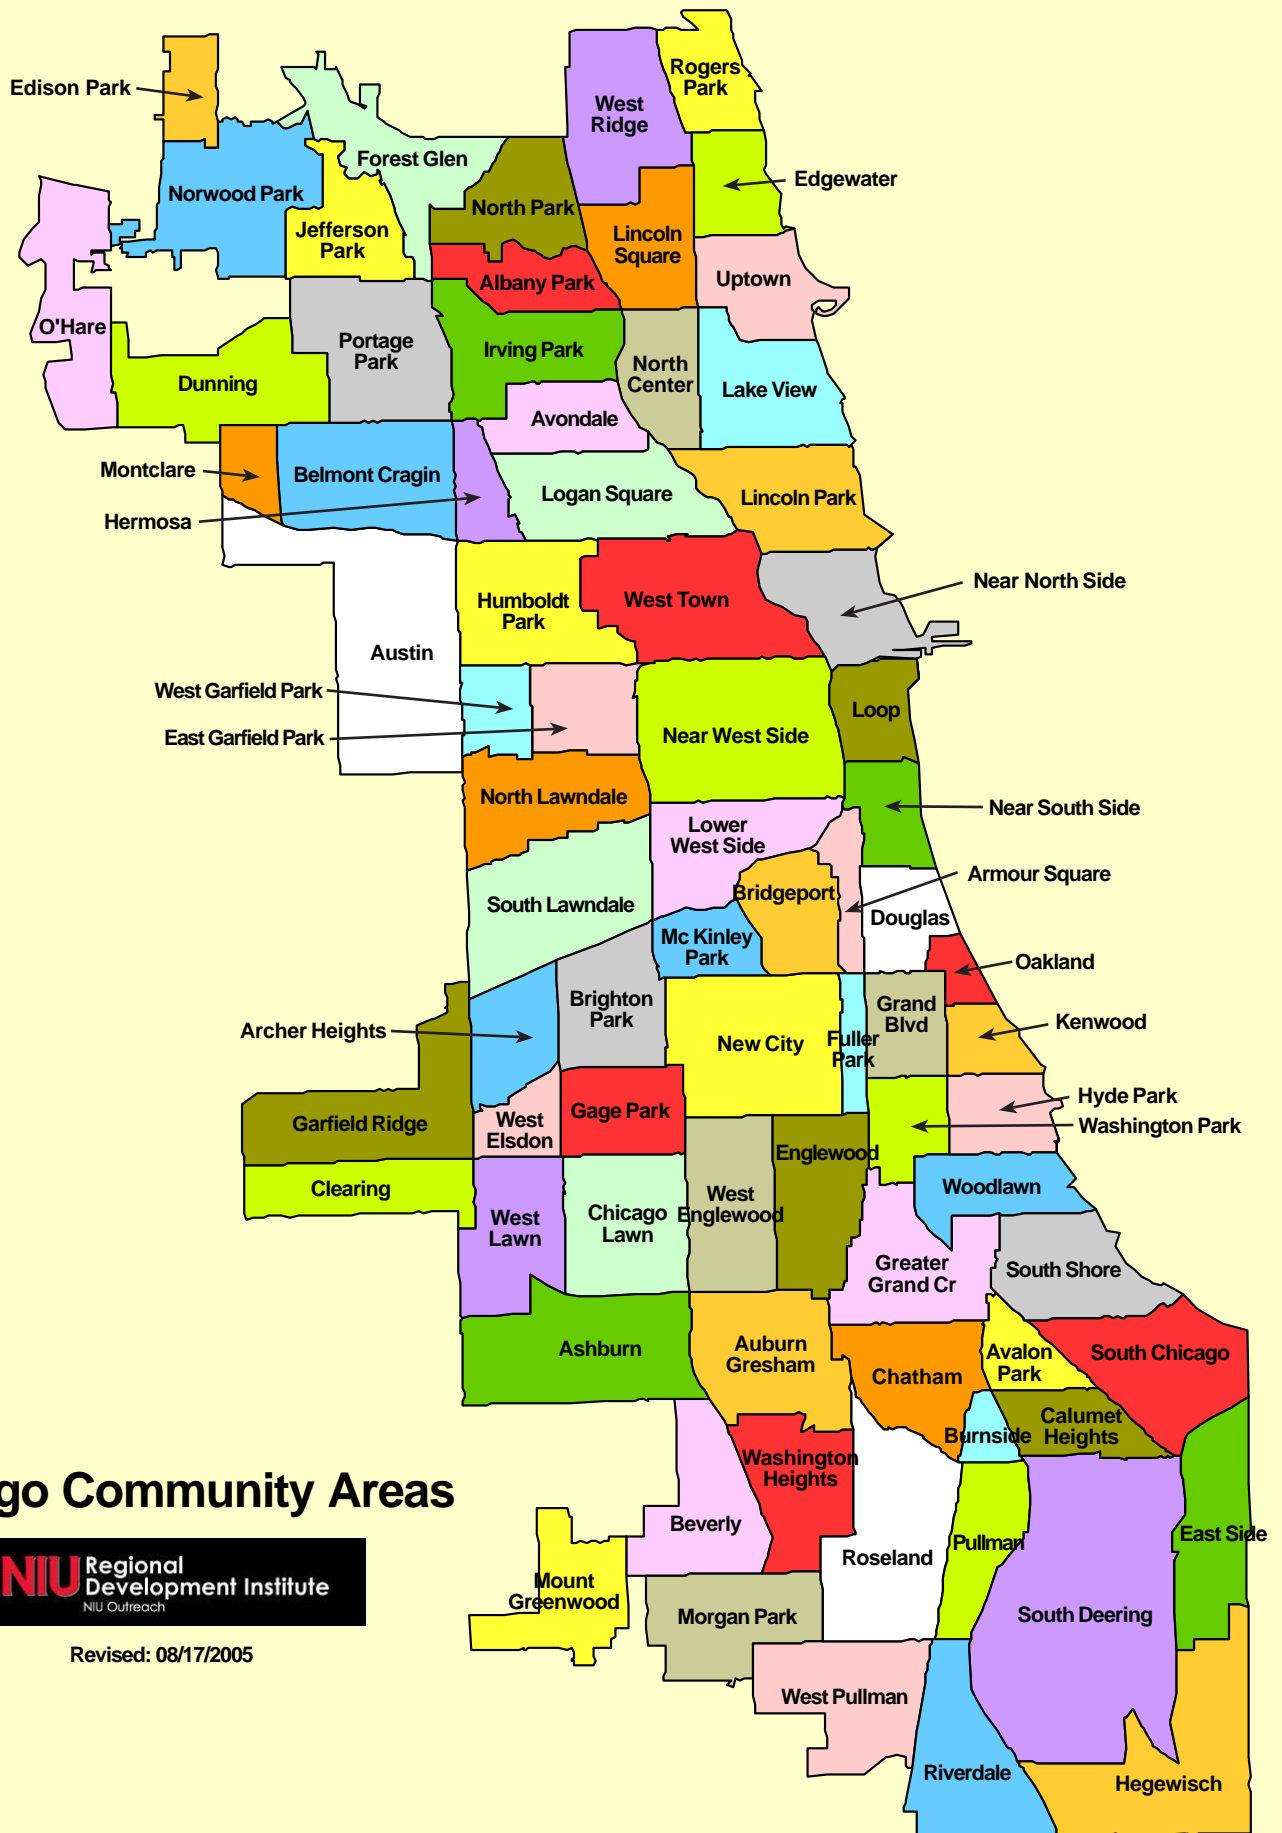 Rogers
Park
Edison Park
West
Ridge
Forest Glen
Edgewater
Norwood Park
North Park
Jefferson
Park
Lincoln
Square
Uptown
Albany Park
O'Hare
Portage
Park
Irving Park
North
Center
Dunning
Lake View
Avondale
Montclare
Belmont Cragin
Logan Square
Lincoln Park
Hermosa
Near North Side
Humboldt
Park
West Town
Austin
West Garfield Park
Loop
East Garfield Park
Near West Side
North Lawndale
Near South Side
Lower
West Side
Armour Square
Bridgeport
South Lawndale
Douglas
Mc Kinley
Park
Oakland
Brighton
Park
Grand
Blvd
Kenwood
Archer Heights
New City
Fuller
Park
Hyde Park
Gage Park
Garfield Ridge
West
Elsdon
Washington Park
Englewood
Clearing
Woodlawn
West
Englewood
Chicago
Lawn
West
Lawn
Greater
Grand Cr
South Shore
Ashburn
Auburn
Gresham
Avalon
Park
South Chicago
Chatham
Calumet
Heights
Burnside
Washington
Heights
go Community Areas
Beverly
East Side
Pullman
Roseland
NIU Regional
Development Institute
NIU Outreach
Mount
Greenwood
Morgan Park
South Deering
Revised: 08/17/2005
West Pullman
Riverdale
Hegewisch